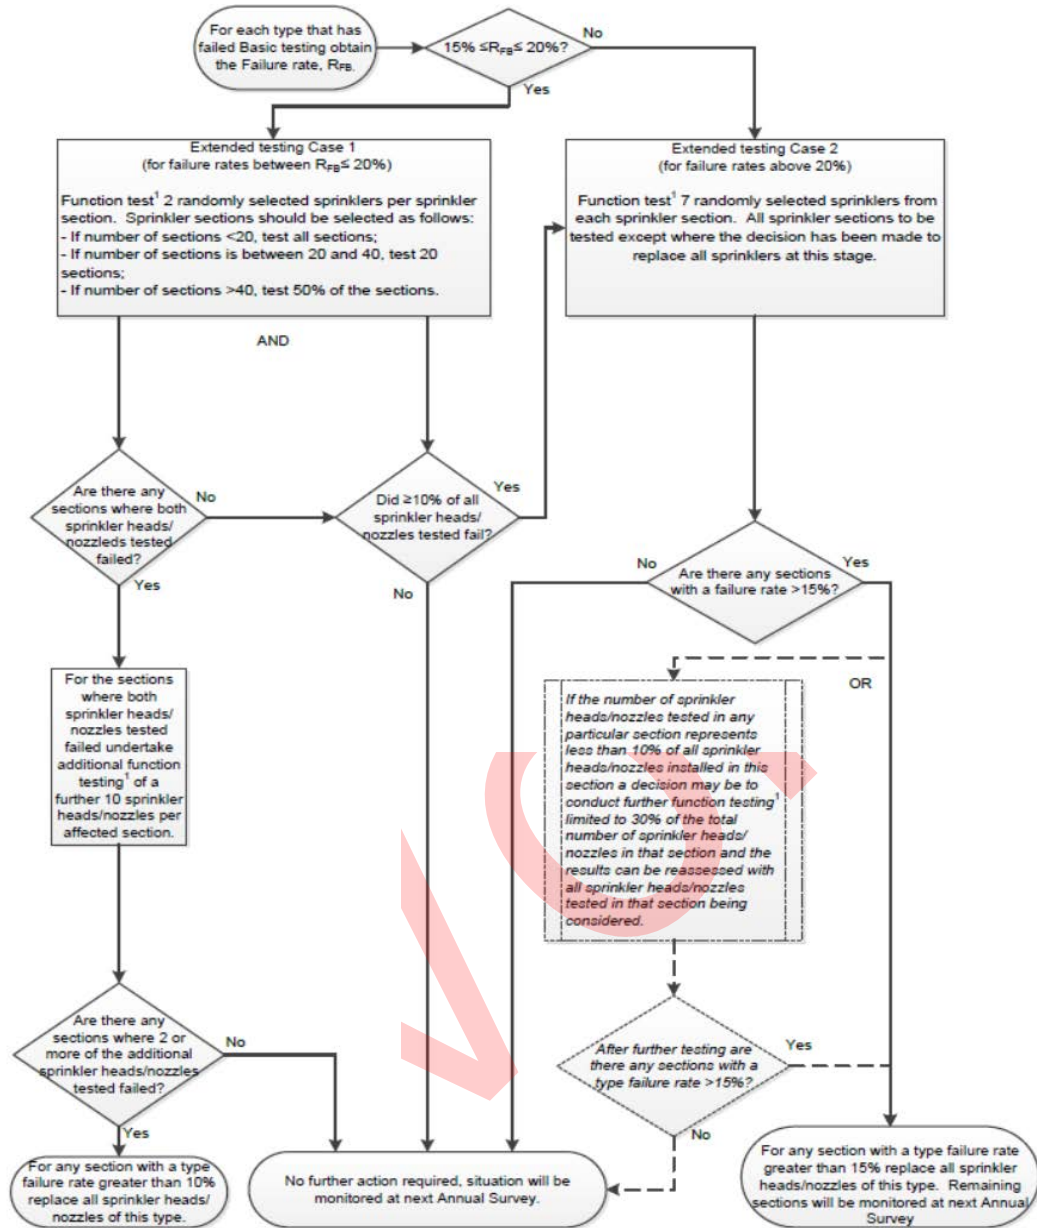 For each type that has
failed Basic testing obtain
the Failure rate, RFB.
15% ≤RFB≤ 20%?
No
Yes
Extended testing Case 1
(for failure rates between RFB≤ 20%)
Function test¹ 2 randomly selected sprinklers per sprinkler
section. Sprinkler sections should be selected as follows:
- If number of sections <20, test all sections;
- If number of sections is between 20 and 40, test 20
sections;
- If number of sections >40, test 50% of the sections.
Extended testing Case 2
(for failure rates above 20%)
Function test¹ 7 randomly selected sprinklers from
each sprinkler section. All sprinkler sections to be
tested except where the decision has been made to
replace all sprinklers at this stage.
AND
Are there any
sections where both
sprinkler heads/
nozzleds tested
failed?
No
Yes
Did ≥10% of all
sprinkler heads/
nozzles tested fail?
Yes
No
Are there any sections
with a failure rate >15%?
No
Yes
For the sections
where both
sprinkler heads/
nozzles tested
failed undertake
additional function
testing¹ of a
further 10 sprinkler
heads/nozzles per
affected section.
OR
If the number of sprinkler
heads/nozzles tested in any
particular section represents
less than 10% of all sprinkler
heads/nozzles installed in this
section a decision may be to
conduct further function testing¹
limited to 30% of the total
number of sprinkler heads/
nozzles in that section and the
results can be reassessed with
all sprinkler heads/nozzles
tested in that section being
considered.
Are there any
sections where 2 or
more of the additional
sprinkler heads/nozzles
tested failed?
No
Yes
After further testing are
there any sections with a
type failure rate >15%?
Yes
No
For any section with a type
failure rate greater than 10%
replace all sprinkler heads/
nozzles of this type.
No further action required, situation will be
monitored at next Annual Survey.
For any section with a type failure rate
greater than 15% replace all sprinkler
heads/nozzles of this type. Remaining
sections will be monitored at next Annual
Survey